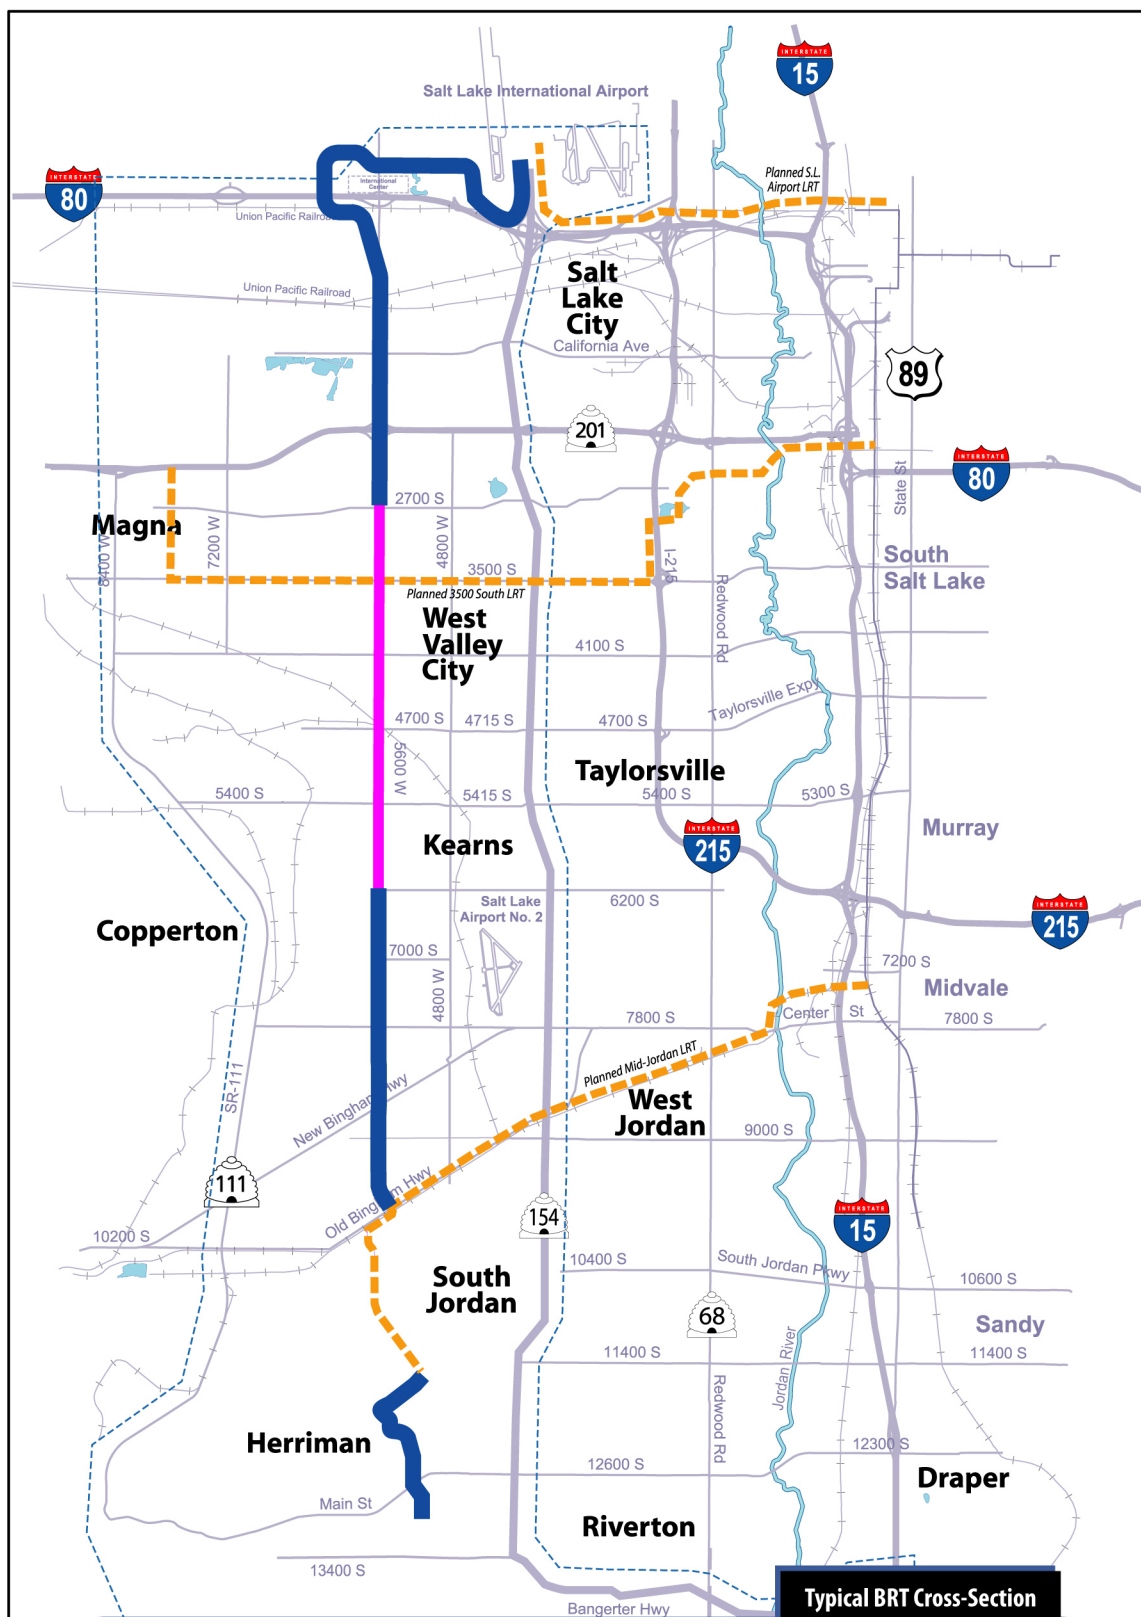 INTERSTATE
15
Salt Lake International Airport
INTERSTATE
80
International
Center
Planned S.L.
Airport LRT
Union Pacific Railroad
Union Pacific Railroad
Salt
Lake
City
California Ave
89
201
INTERSTATE
80
State St
2700 S
Magna
8400 W
7200 W
4800 W
3500 S
I-215
Redwood Rd
South
Salt Lake
Planned 3500 South LRT
West
Valley
City
4100 S
Taylorsville Expy
4700 S
4715 S
4700 S
5600 W
Taylorsville
5400 S
5415 S
5400 S
5300 S
Kearns
INTERSTATE
215
Murray
Salt Lake
Airport No. 2
6200 S
INTERSTATE
215
Copperton
7000 S
4800 W
7200 S
Midvale
7800 S
Center St
7800 S
Planned Mid-Jordan LRT
SR-111
New Bingham Hwy
West
Jordan
9000 S
111
Old Bingham Hwy
154
INTERSTATE
15
10200 S
10400 S
South Jordan Pkwy
10600 S
South
Jordan
68
Sandy
11400 S
11400 S
Jordan River
Redwood Rd
Herriman
12300 S
12600 S
Draper
Main St
Riverton
13400 S
Typical BRT Cross-Section
Bangerter Hwy